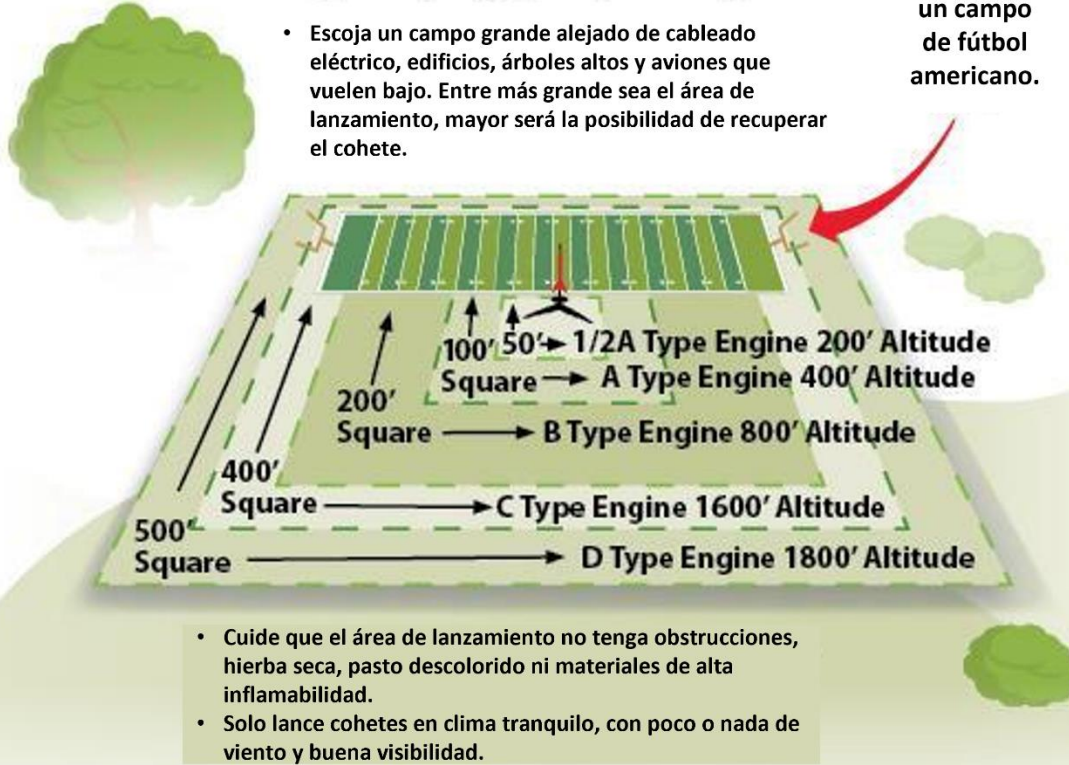 un campo
de fútbol
americano.
• Escoja un campo grande alejado de cableado
eléctrico, edificios, árboles altos y aviones que
vuelen bajo. Entre más grande sea el área de
lanzamiento, mayor será la posibilidad de recuperar
el cohete.
50' 1/2A Type Engine 200' Altitude
100'
Square A Type Engine 400' Altitude
200'
Square B Type Engine 800' Altitude
400'
Square C Type Engine 1600' Altitude
500'
Square D Type Engine 1800' Altitude
• Cuide que el área de lanzamiento no tenga obstrucciones,
hierba seca, pasto descolorido ni materiales de alta
inflamabilidad.
• Solo lance cohetes en clima tranquilo, con poco o nada de
viento y buena visibilidad.